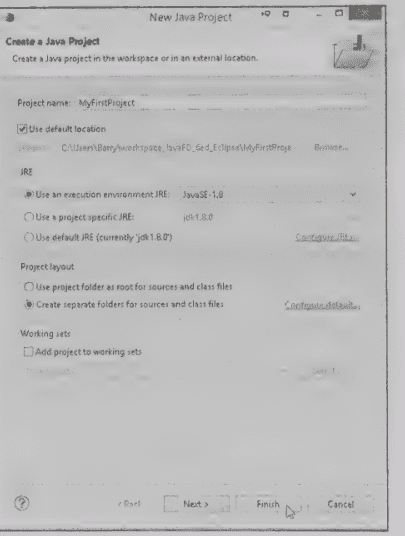 New Java Project
Create a Java Project
Create a Java project in the workspace or in an external location.
Project name: MyFirstProject
Use default location
Browse...
JRE
Use an execution environment JRE: JavaSE-1.8
Use a project specific JRE: jdk1.8.0
Use default JRE (currently 'jdk1.8.0')
Project layout
Use project folder as root for sources and class files
Create separate folders for sources and class files Configure default...
Working sets
Add project to working sets
? < Back Next > Finish Cancel